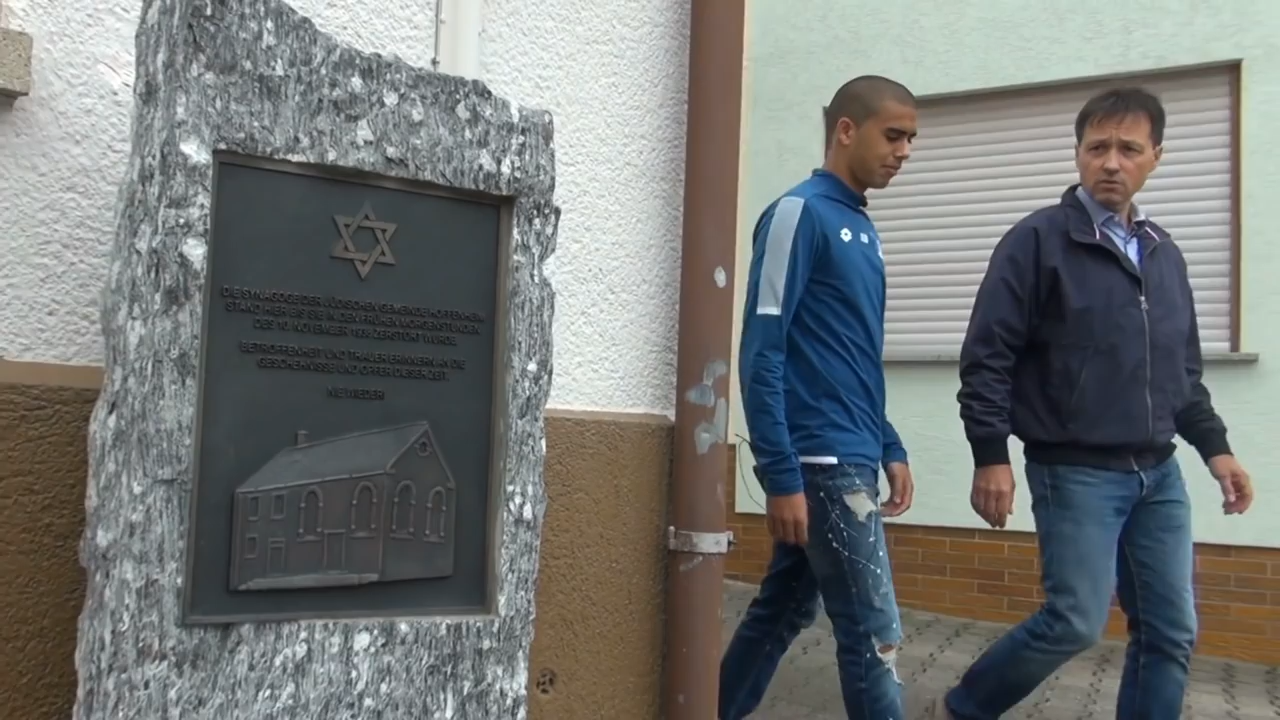 DIE SYNAGOGE DER JÜDISCHEN GEMEINDE HOFFENHEIM
STAND HIER BIS SIE IN DEN FRÜHEN MORGENSTUNDEN
DES 10. NOVEMBER 1938 ZERSTÖRT WURDE.
BETROFFENHEIT UND TRAUER ERINNERN AN DIE
GESCHEHNISSE UND OPFER DIESER ZEIT.
NIE WIEDER